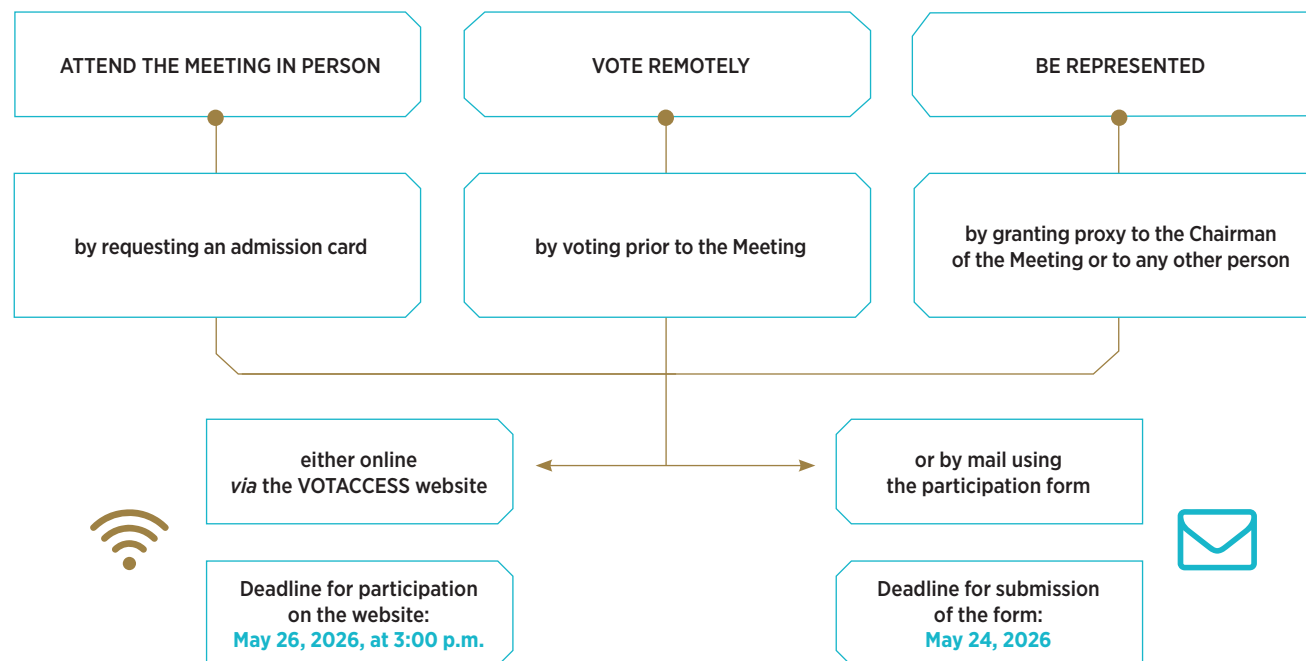 ATTEND THE MEETING IN PERSON
VOTE REMOTELY
BE REPRESENTED
by requesting an admission card
by voting prior to the Meeting
by granting proxy to the Chairman
of the Meeting or to any other person
either online
via the VOTACCESS website
or by mail using
the participation form
Deadline for participation
on the website:
May 26, 2026, at 3:00 p.m.
Deadline for submission
of the form:
May 24, 2026